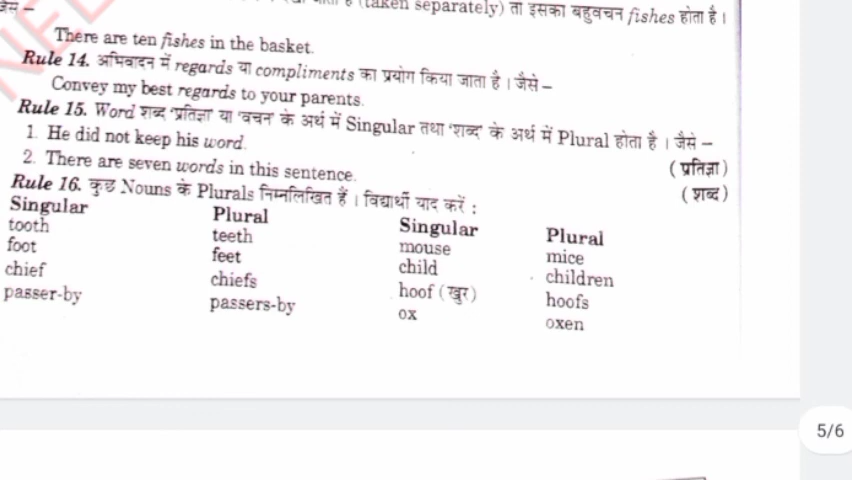 जैसे –
(taken separately) तो इसका बहुवचन fishes होता है।
There are ten fishes in the basket.
Rule 14. अभिवादन में regards या compliments का प्रयोग किया जाता है। जैसे –
Convey my best regards to your parents.
Rule 15. Word शब्द 'प्रतिज्ञा' या 'वचन' के अर्थ में Singular तथा 'शब्द' के अर्थ में Plural होता है। जैसे –
1. He did not keep his word. (प्रतिज्ञा)
2. There are seven words in this sentence. (शब्द)
Rule 16. कुछ Nouns के Plurals निम्नलिखित हैं। विद्यार्थी याद करें :
Singular Plural Singular Plural
tooth teeth mouse mice
foot feet child children
chief chiefs hoof (खुर) hoofs
passer-by passers-by ox oxen
5/6